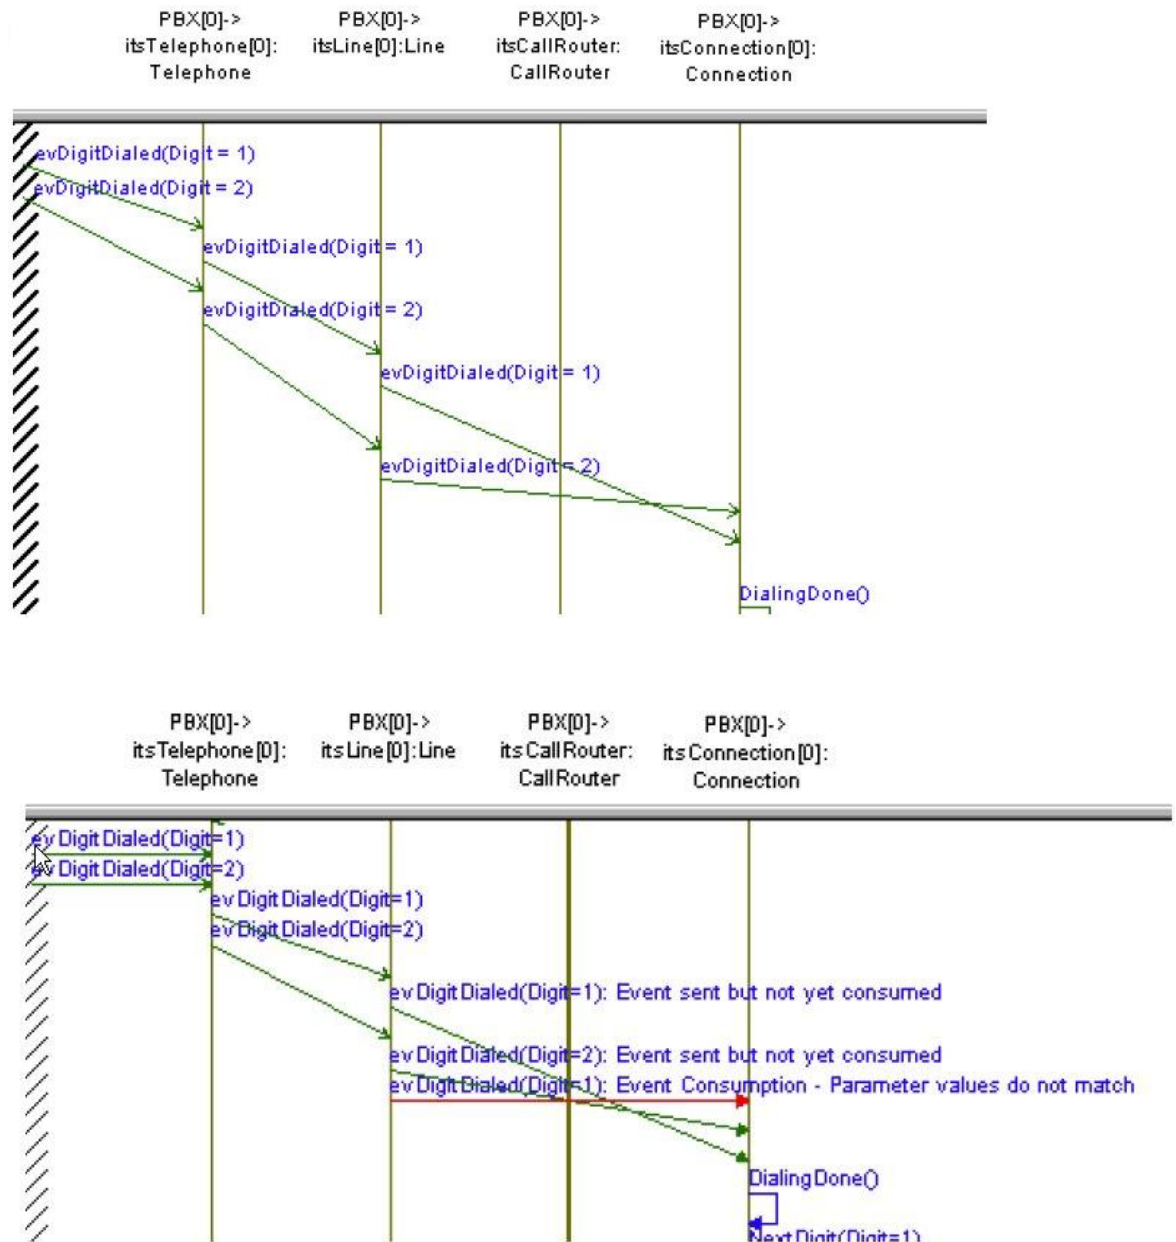 PBX[0]->
itsTelephone[0]:
Telephone
PBX[0]->
itsLine[0]:Line
PBX[0]->
itsCallRouter:
CallRouter
PBX[0]->
itsConnection[0]:
Connection
evDigitDialed(Digit = 1)
evDigitDialed(Digit = 2)
evDigitDialed(Digit = 1)
evDigitDialed(Digit = 2)
evDigitDialed(Digit = 1)
evDigitDialed(Digit = 2)
DialingDone()
PBX[0]->
itsTelephone[0]:
Telephone
PBX[0]->
itsLine[0]:Line
PBX[0]->
itsCallRouter:
CallRouter
PBX[0]->
itsConnection[0]:
Connection
evDigitDialed(Digit=1)
evDigitDialed(Digit=2)
evDigitDialed(Digit=1)
evDigitDialed(Digit=2)
evDigitDialed(Digit=1): Event sent but not yet consumed
evDigitDialed(Digit=2): Event sent but not yet consumed
evDigitDialed(Digit=1): Event Consumption - Parameter values do not match
DialingDone()
NextDigit(Digit=1)